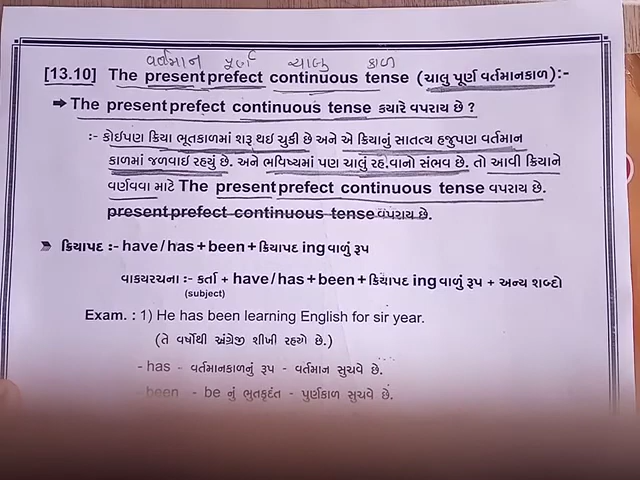 વર્તમાન પૂર્ણ ચાલુ કાળ
[13.10] The present prefect continuous tense (ચાલુ પૂર્ણ વર્તમાનકાળ):-
➡ The present prefect continuous tense કયારે વપરાય છે ?
:- કોઈપણ ક્રિયા ભૂતકાળમાં શરૂ થઈ ચુકી છે અને એ ક્રિયાનું સાતત્ય હજુપણ વર્તમાન
કાળમાં જળવાઈ રહયું છે. અને ભવિષ્યમાં પણ ચાલું રહેવાનો સંભવ છે. તો આવી ક્રિયાને
વર્ણવવા માટે The present prefect continuous tense વપરાય છે.
present prefect continuous tense વપરાય છે.
➤ ક્રિયાપદ :- have / has + been + ક્રિયાપદ ing વાળું રૂપ
વાકયરચના :- કર્તા + have / has + been + ક્રિયાપદ ing વાળું રૂપ + અન્ય શબ્દો
(subject)
Exam. : 1) He has been learning English for sir year.
(તે વર્ષોથી અંગ્રેજી શીખી રહએ છે.)
- has - વર્તમાનકાળનું રૂપ - વર્તમાન સુચવે છે.
- been - be નું ભુતકૃદંત - પુર્ણકાળ સુચવે છે.